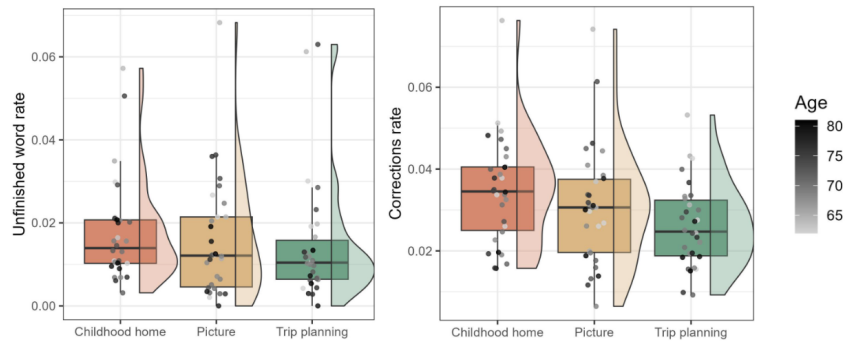 Unfinished word rate
0.06
0.04
0.02
0.00
Childhood home
Picture
Trip planning
Corrections rate
0.06
0.04
0.02
Childhood home
Picture
Trip planning
Age
80
75
70
65